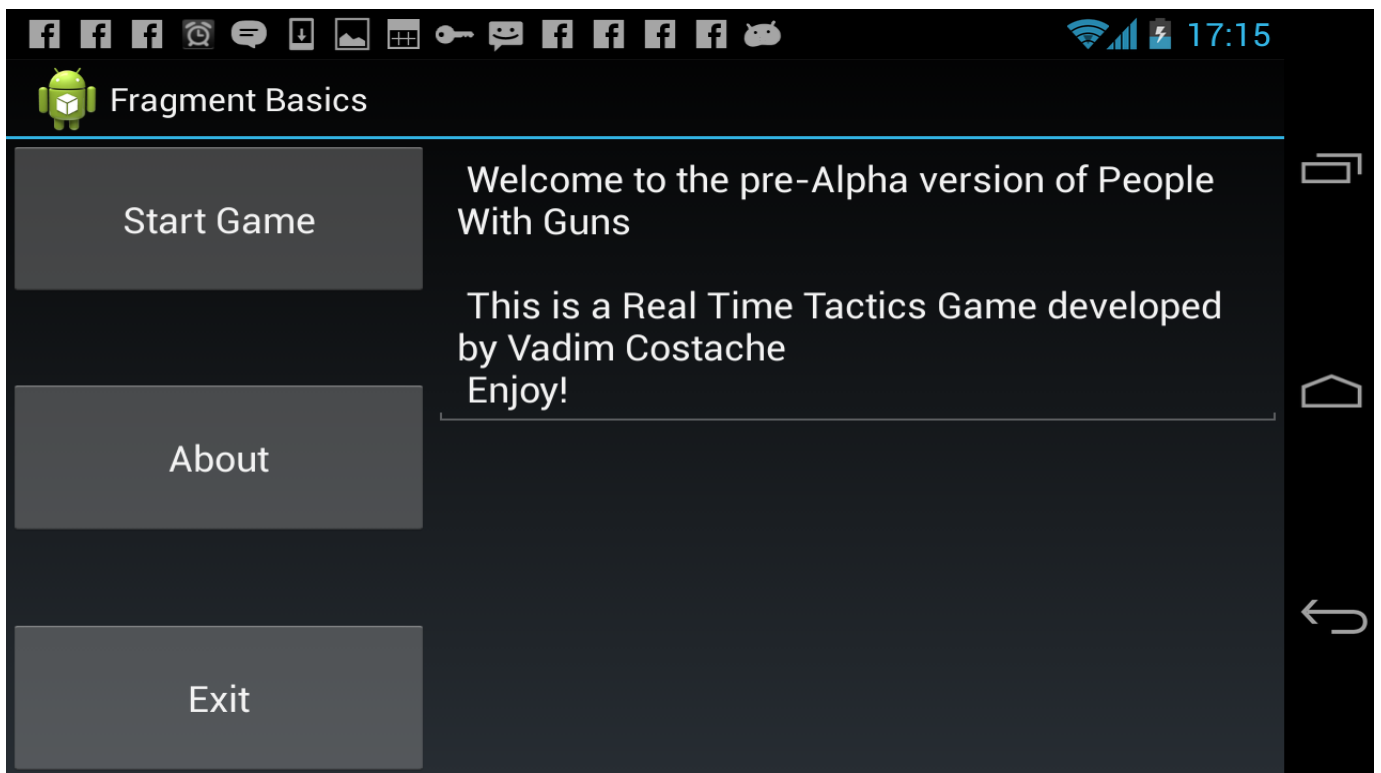 17:15
Fragment Basics
Start Game
About
Exit
Welcome to the pre-Alpha version of People
With Guns
This is a Real Time Tactics Game developed
by Vadim Costache
Enjoy!